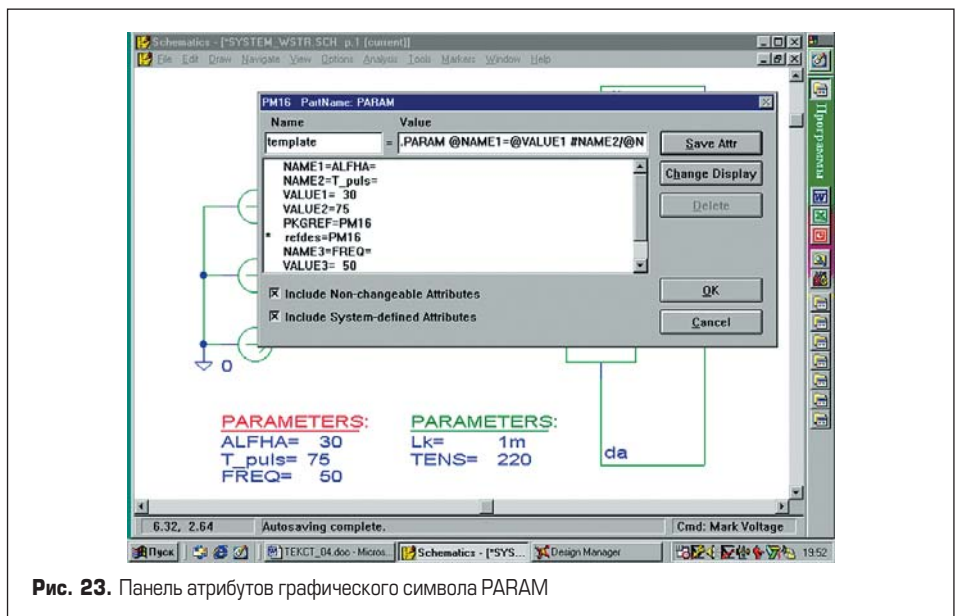 Schematics - [*SYSTEM_WSTR.SCH p.1 (current)]
File Edit Draw Navigate View Options Analysis Tools Markers Window Help
PM16 PartName: PARAM
Name Value
template = .PARAM @NAME1=@VALUE1 #NAME2/@N
Save Attr
Change Display
Delete
NAME1=ALFHA=
NAME2=T_puls=
VALUE1= 30
VALUE2=75
PKGREF=PM16
* refdes=PM16
NAME3=FREQ=
VALUE3= 50
Include Non-changeable Attributes
Include System-defined Attributes
OK
Cancel
Программы
0
PARAMETERS:
ALFHA= 30
T_puls= 75
FREQ= 50
PARAMETERS:
Lk= 1m
TENS= 220
da
6.32, 2.64 Autosaving complete. Cmd: Mark Voltage
Пуск TEKCT_04.doc - Micros... Schematics - [*SYS... Design Manager 19:52
Рис. 23. Панель атрибутов графического символа PARAM